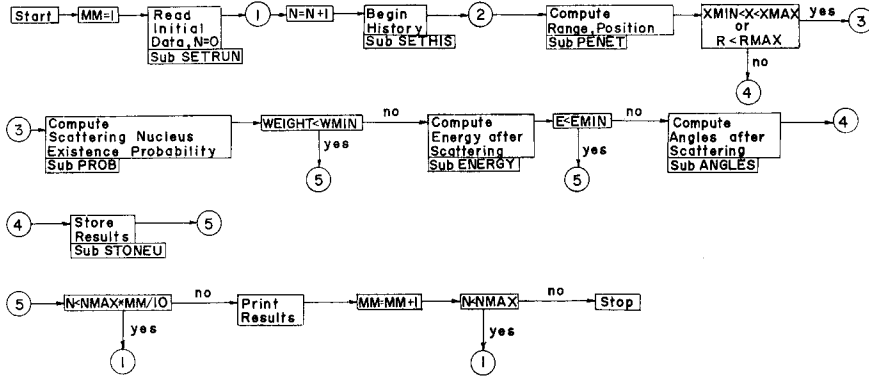 Start
MM=1
Read
Initial
Data, N=0
Sub SETRUN
1
N=N+1
Begin
History
Sub SETHIS
2
Compute
Range, Position
Sub PENET
XMIN<X<XMAX
or
R<RMAX
yes
3
no
4
3
Compute
Scattering Nucleus
Existence Probability
Sub PROB
WEIGHT<WMIN
no
yes
5
Compute
Energy after
Scattering
Sub ENERGY
E<EMIN
no
yes
5
Compute
Angles after
Scattering
Sub ANGLES
4
4
Store
Results
Sub STONEU
5
5
N<NMAX*MM/10
no
yes
1
Print
Results
MM=MM+1
N<NMAX
no
yes
1
Stop